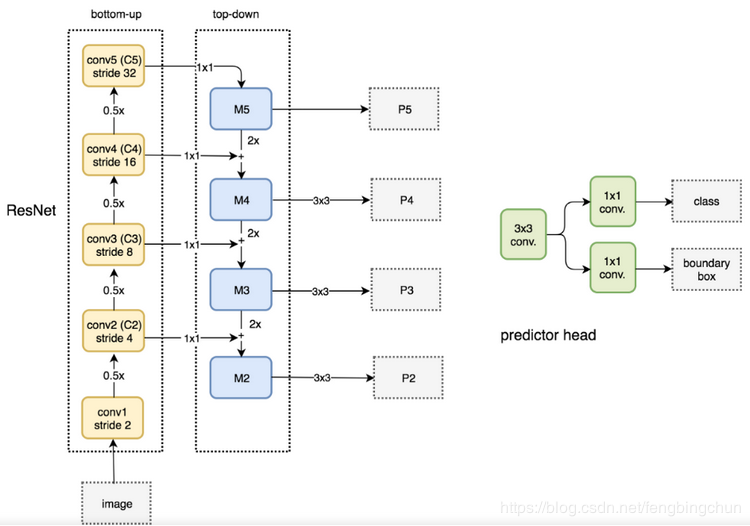 bottom-up
top-down
conv5 (C5)
stride 32
1x1
M5
P5
0.5x
2x
conv4 (C4)
stride 16
1x1
+
M4
3x3
P4
ResNet
0.5x
2x
conv3 (C3)
stride 8
1x1
+
M3
3x3
P3
0.5x
2x
conv2 (C2)
stride 4
1x1
+
M2
3x3
P2
0.5x
conv1
stride 2
image
3x3
conv.
1x1
conv.
class
1x1
conv.
boundary
box
predictor head
https://blog.csdn.net/fengbingchun